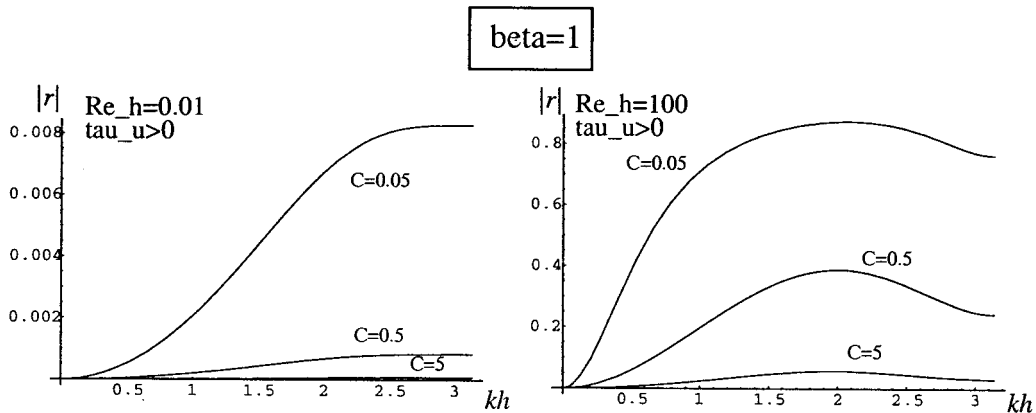 beta=1
|r|
Re_h=0.01
tau_u>0
0.008
0.006
0.004
0.002
C=0.05
C=0.5
C=5
0.5
1
1.5
2
2.5
3
kh
|r|
Re_h=100
tau_u>0
0.8
0.6
0.4
0.2
C=0.05
C=0.5
C=5
0.5
1
1.5
2
2.5
3
kh